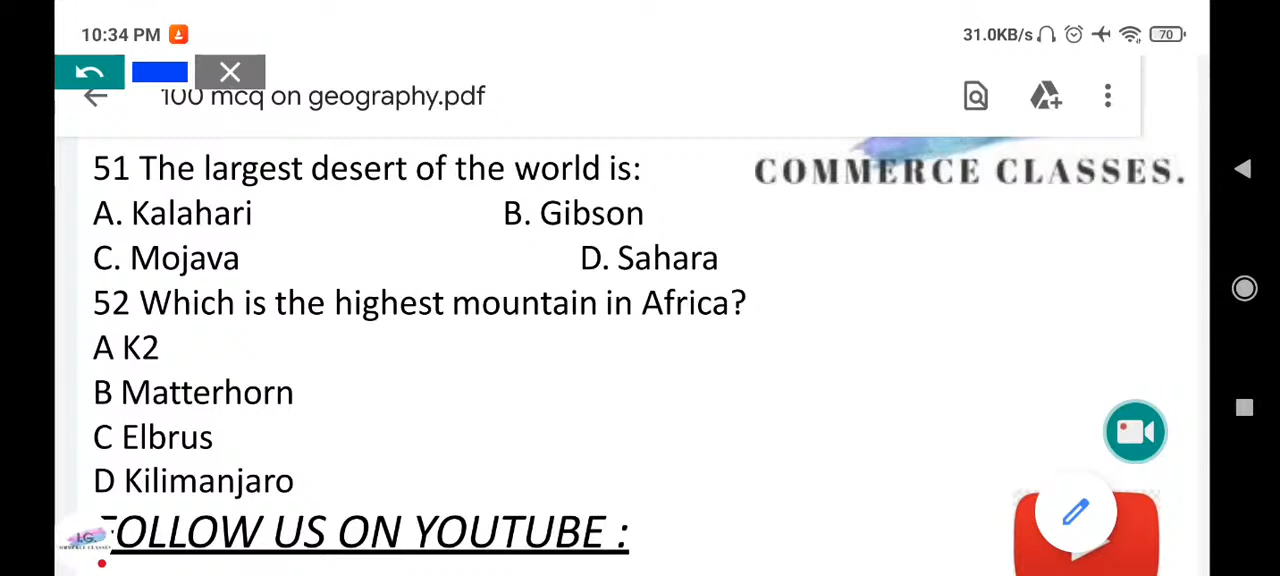 10:34 PM
31.0KB/s
70
100 mcq on geography.pdf
COMMERCE CLASSES.
51 The largest desert of the world is:
A. Kalahari B. Gibson
C. Mojava D. Sahara
52 Which is the highest mountain in Africa?
A K2
B Matterhorn
C Elbrus
D Kilimanjaro
FOLLOW US ON YOUTUBE :
I.G.